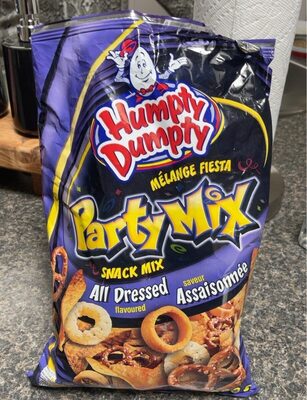 Humpty
Dumpty
MÉLANGE FIESTA
Party Mix
SNACK MIX
All Dressed
flavoured
saveur
Assaisonnée